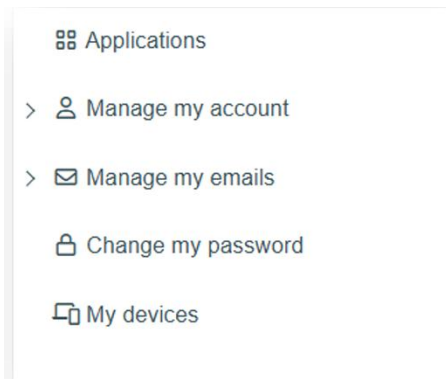 Applications
Manage my account
Manage my emails
Change my password
My devices